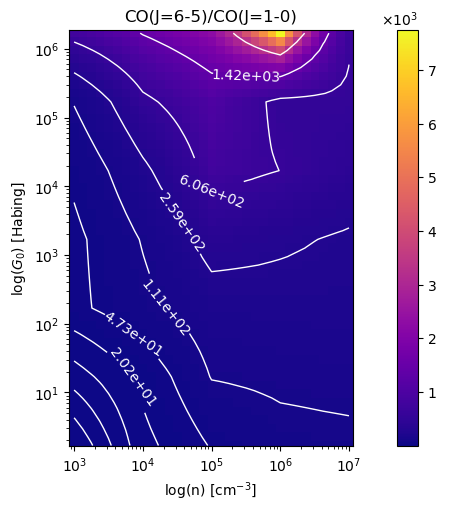 CO(J=6-5)/CO(J=1-0)
×10³
10⁶
10⁵
10⁴
10³
10²
10¹
log(G₀) [Habing]
1.42e+03
6.06e+02
2.59e+02
1.11e+02
4.73e+01
2.02e+01
7
6
5
4
3
2
1
10³ 10⁴ 10⁵ 10⁶ 10⁷
log(n) [cm⁻³]